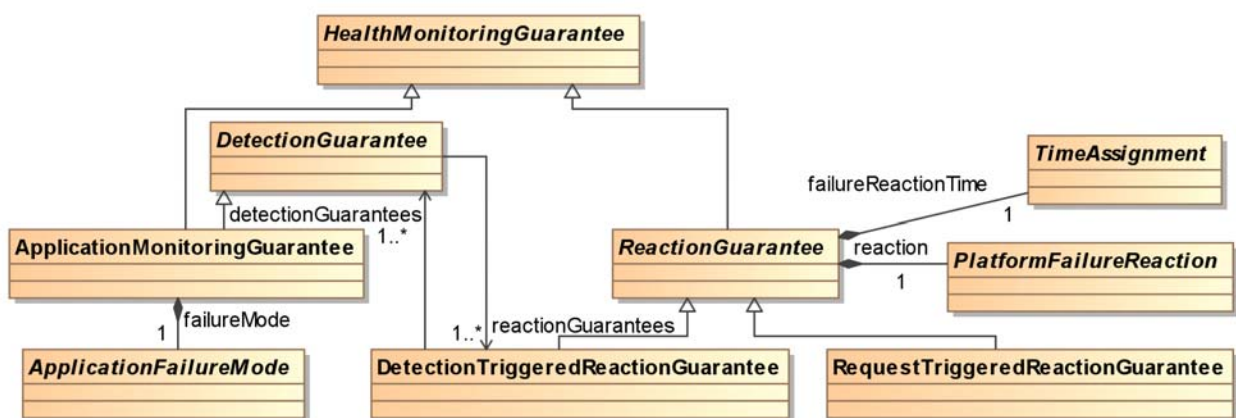 HealthMonitoringGuarantee
DetectionGuarantee
TimeAssignment
failureReactionTime
1
detectionGuarantees
1..*
ApplicationMonitoringGuarantee
ReactionGuarantee
reaction
1
PlatformFailureReaction
failureMode
1
1..*
reactionGuarantees
ApplicationFailureMode
DetectionTriggeredReactionGuarantee
RequestTriggeredReactionGuarantee